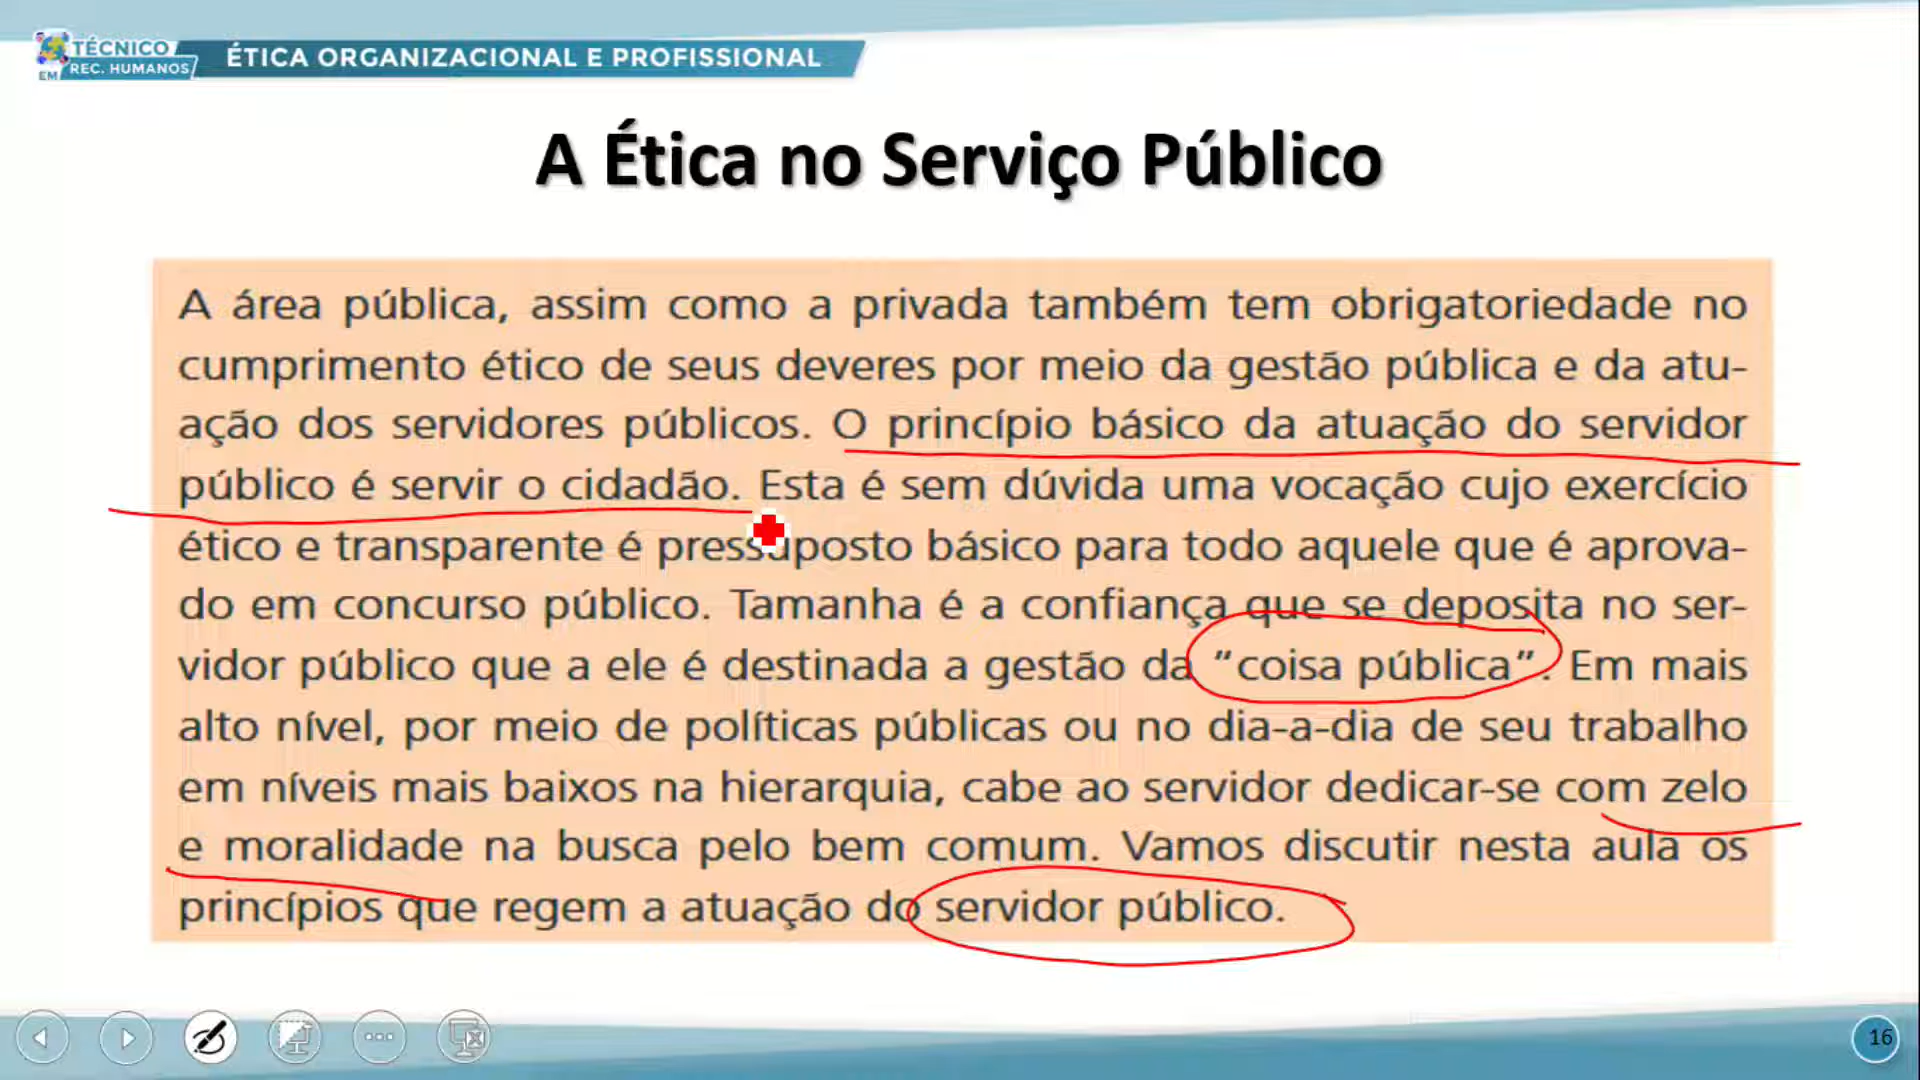 TÉCNICO
EM REC. HUMANOS
ÉTICA ORGANIZACIONAL E PROFISSIONAL
A Ética no Serviço Público
A área pública, assim como a privada também tem obrigatoriedade no
cumprimento ético de seus deveres por meio da gestão pública e da atu-
ação dos servidores públicos. O princípio básico da atuação do servidor
público é servir o cidadão. Esta é sem dúvida uma vocação cujo exercício
ético e transparente é pressuposto básico para todo aquele que é aprova-
do em concurso público. Tamanha é a confiança que se deposita no ser-
vidor público que a ele é destinada a gestão da “coisa pública”. Em mais
alto nível, por meio de políticas públicas ou no dia-a-dia de seu trabalho
em níveis mais baixos na hierarquia, cabe ao servidor dedicar-se com zelo
e moralidade na busca pelo bem comum. Vamos discutir nesta aula os
princípios que regem a atuação do servidor público.
16